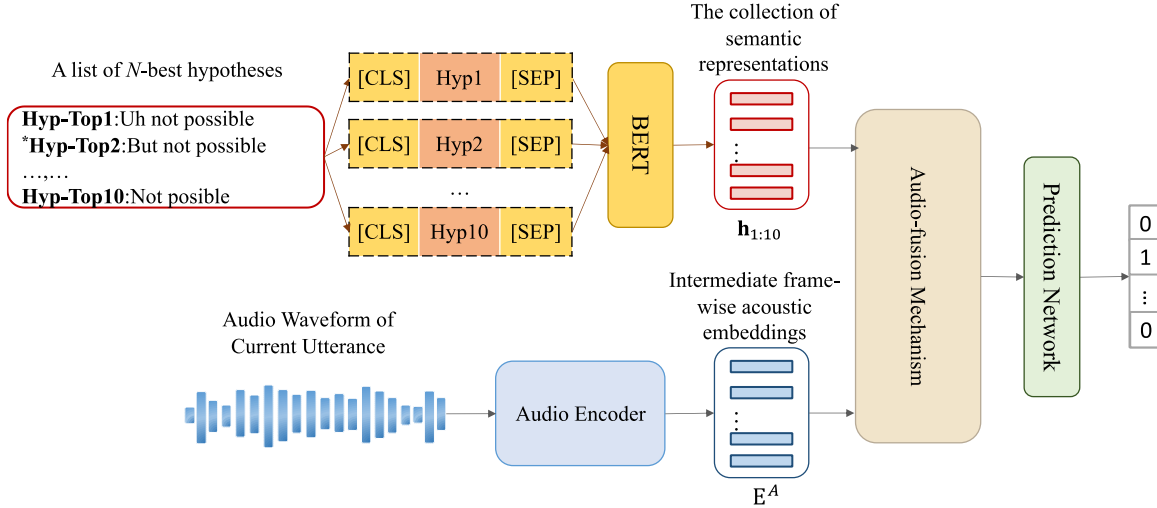 A list of N-best hypotheses
Hyp-Top1:Uh not possible
*Hyp-Top2:But not possible
...,...
Hyp-Top10:Not posible
[CLS] Hyp1 [SEP]
[CLS] Hyp2 [SEP]
...
[CLS] Hyp10 [SEP]
BERT
The collection of
semantic
representations
...
h1:10
Audio Waveform of
Current Utterance
Audio Encoder
Intermediate frame-
wise acoustic
embeddings
...
E^A
Audio-fusion Mechanism
Prediction Network
0
1
...
0